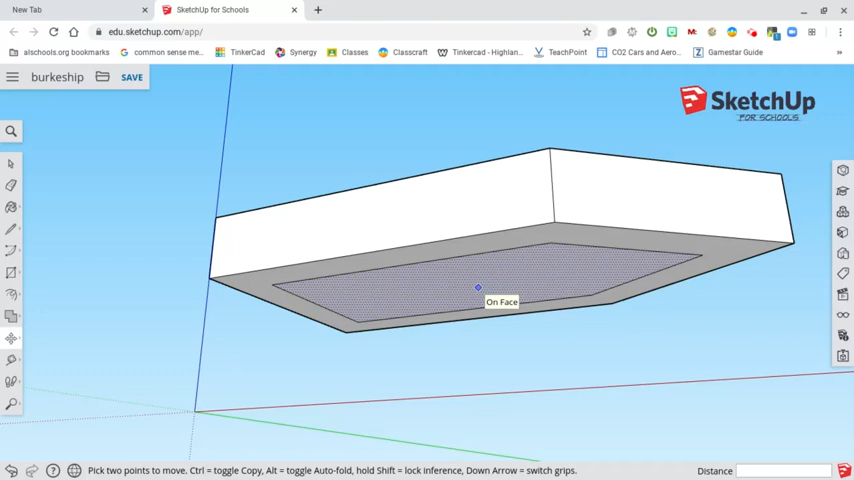 New Tab
SketchUp for Schools
edu.sketchup.com/app/
alschools.org bookmarks
common sense me...
TinkerCad
Synergy
Classes
Classcraft
Tinkercad - Highlan...
TeachPoint
CO2 Cars and Aero...
Gamestar Guide
burkeship
SAVE
SketchUp
FOR SCHOOLS
On Face
Pick two points to move. Ctrl = toggle Copy, Alt = toggle Auto-fold, hold Shift = lock inference, Down Arrow = switch grips.
Distance